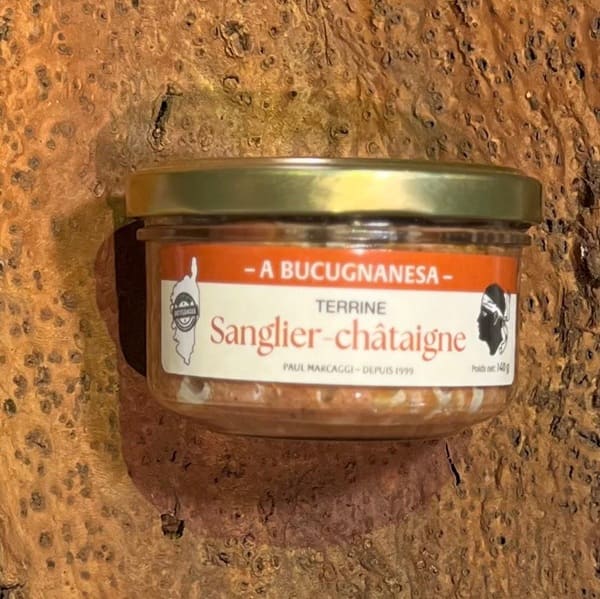 – A BUCUGNANESA –
TERRINE
Sanglier-châtaigne
PAUL MARCAGGI – DEPUIS 1999
Poids net: 140 g